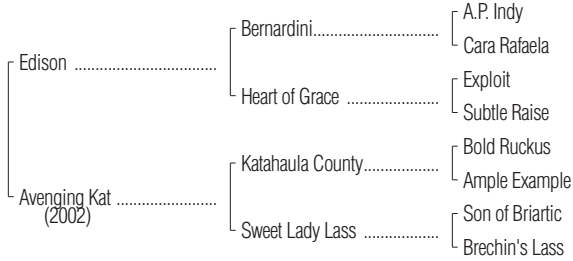 A.P. Indy
Bernardini
Cara Rafaela
Edison
Exploit
Heart of Grace
Subtle Raise
Bold Ruckus
Katahaula County
Ample Example
Avenging Kat
(2002)
Son of Briartic
Sweet Lady Lass
Brechin's Lass